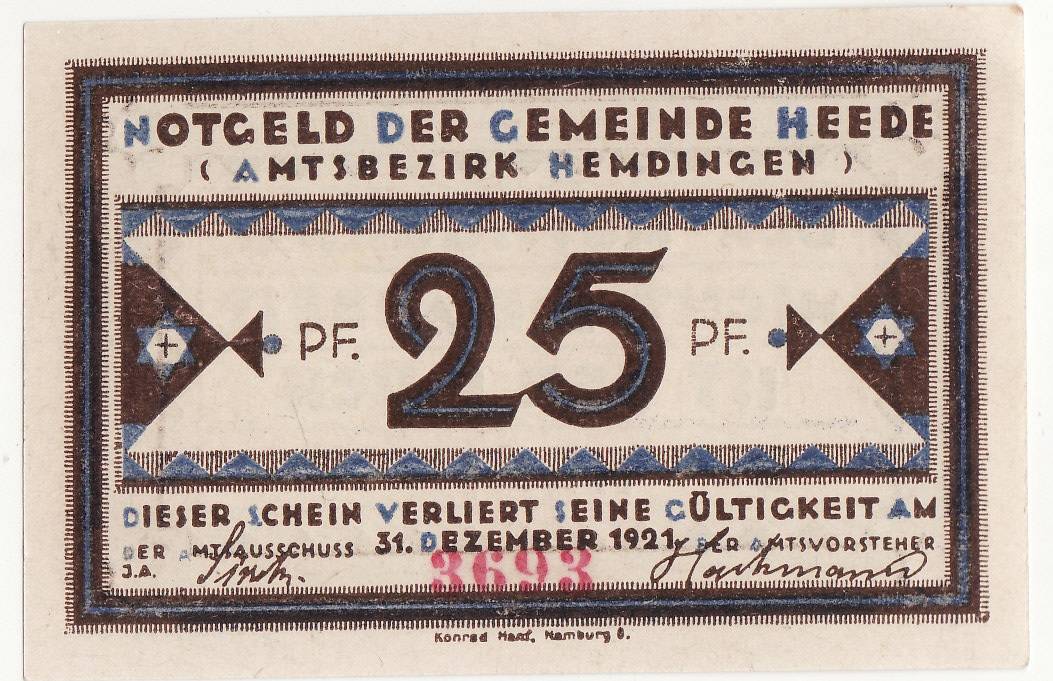 NOTGELD DER GEMEINDE HEEDE
( AMTSBEZIRK HEMDINGEN )
PF. 25 PF.
DIESER SCHEIN VERLIERT SEINE GÜLTIGKEIT AM
31. DEZEMBER 1921
DER AMTSAUSSCHUSS
J.A.
DER AMTSVORSTEHER
3693
Konrad Hanf, Hamburg 8.